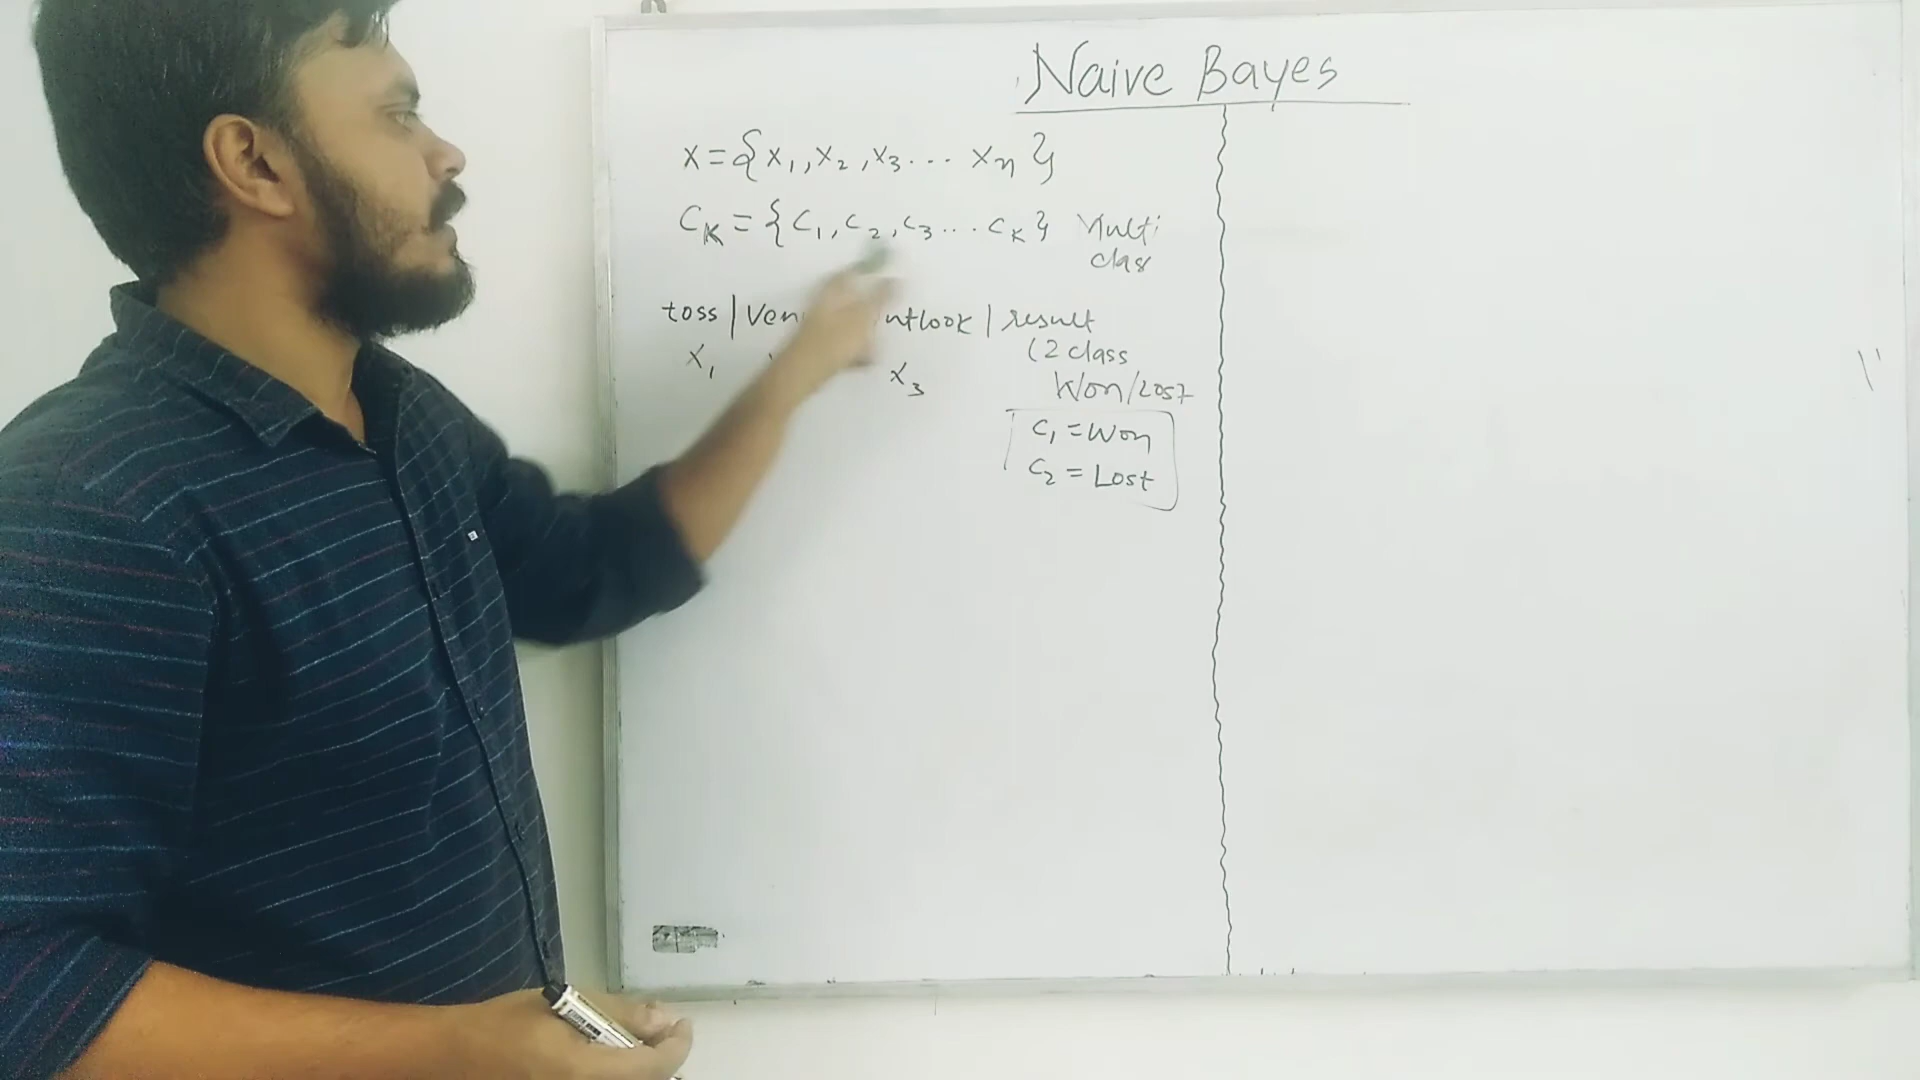 Naive Bayes
x = {x₁, x₂, x₃... xₙ}
Cₖ = {C₁, C₂, C₃... Cₖ} Multi
class
toss | Ven outlook | result
x₁ x₃ (2 class
Won/Lost
C₁ = Won
C₂ = Lost